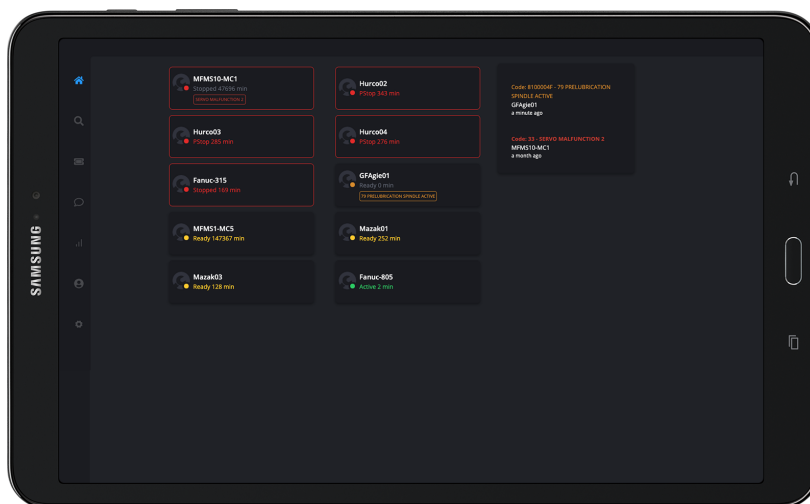 MFMS10-MC1
Stopped 47656 min
SERVO MALFUNCTION 2
Hurco02
PStop 343 min
Hurco03
PStop 285 min
Hurco04
PStop 276 min
Fanuc-315
Stopped 169 min
GFAgie01
Ready 0 min
79 PRELUBRICATION SPINDLE ACTIVE
MFMS1-MC5
Ready 147367 min
Mazak01
Ready 252 min
Mazak03
Ready 128 min
Fanuc-805
Active 2 min
Code: 8100004F - 79 PRELUBRICATION
SPINDLE ACTIVE
GFAgie01
a minute ago
Code: 33 - SERVO MALFUNCTION 2
MFMS10-MC1
a month ago
SAMSUNG